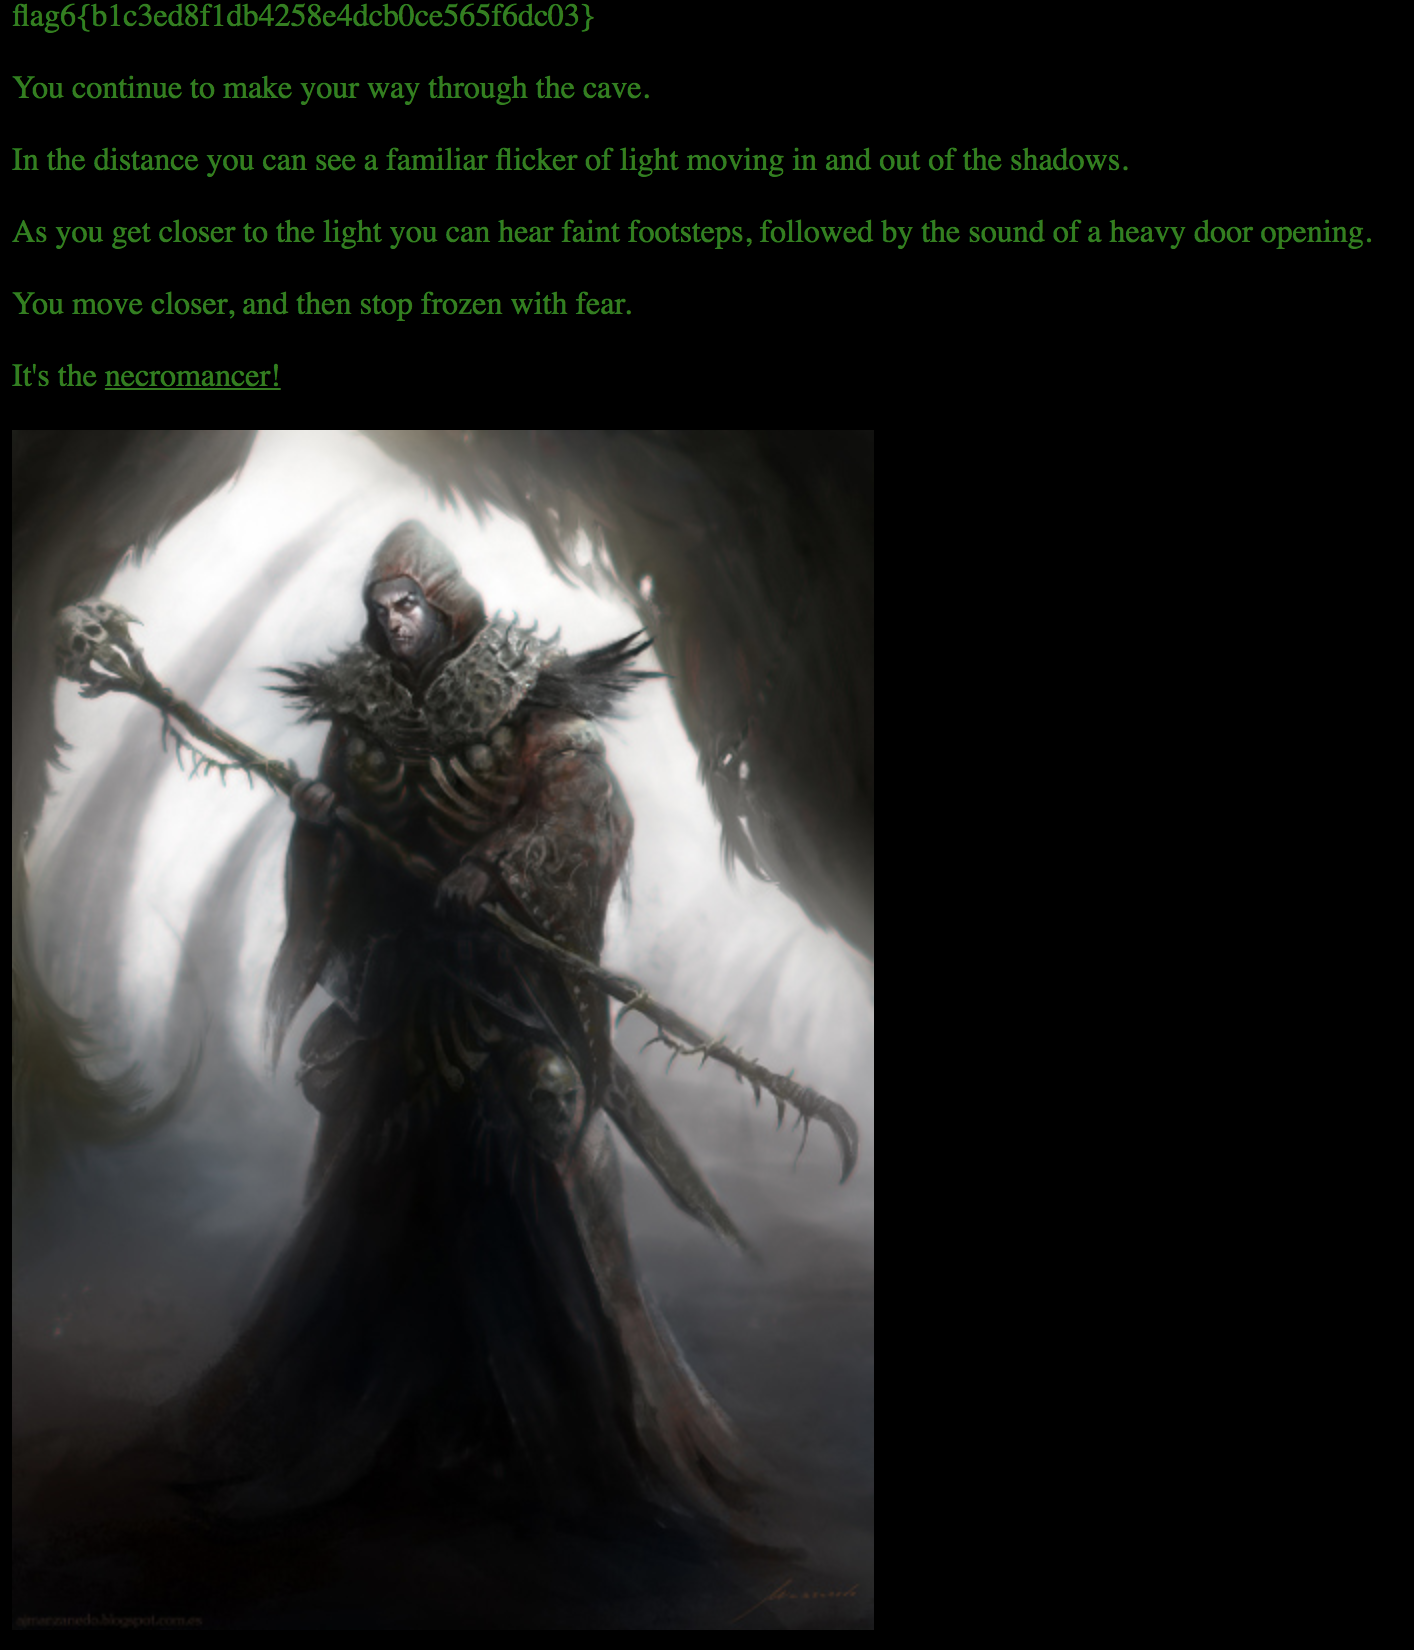 flag6{b1c3ed8f1db4258e4dcb0ce565f6dc03}
You continue to make your way through the cave.
In the distance you can see a familiar flicker of light moving in and out of the shadows.
As you get closer to the light you can hear faint footsteps, followed by the sound of a heavy door opening.
You move closer, and then stop frozen with fear.
It's the necromancer!
ajmanzanedo.blogspot.com.es